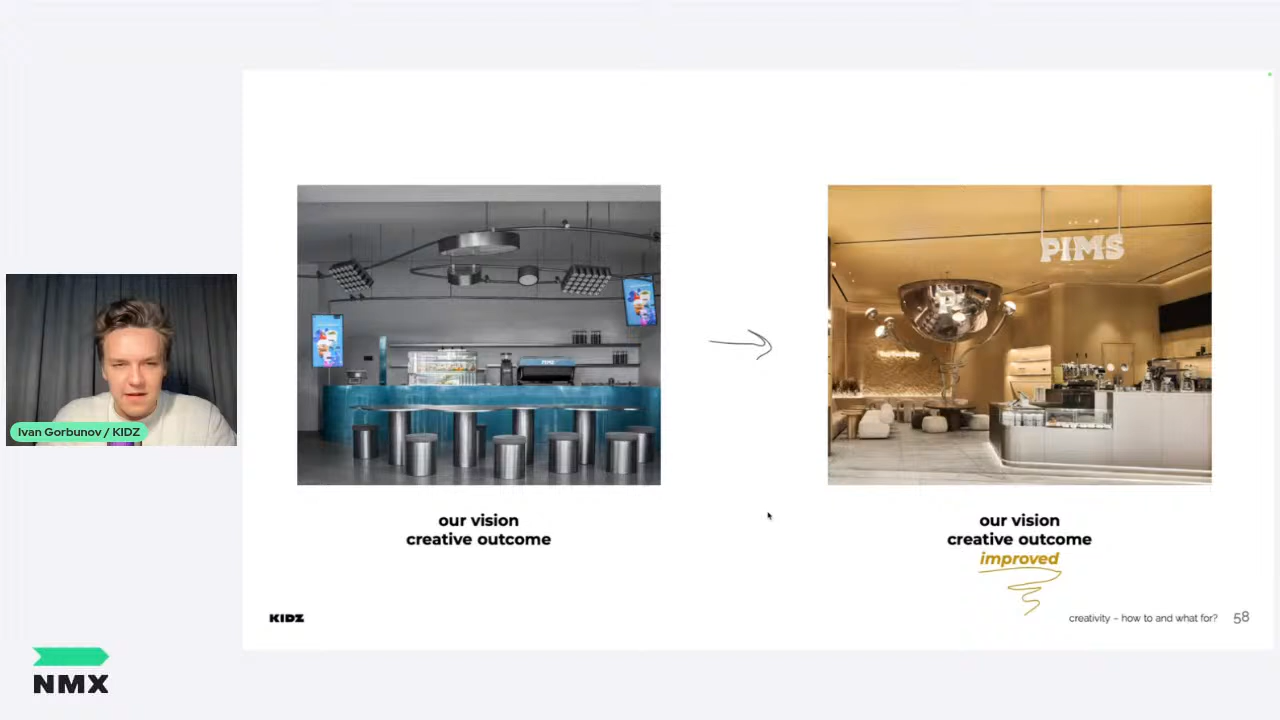 PIMS
PIMS
our vision
creative outcome
our vision
creative outcome
improved
Ivan Gorbunov / KIDZ
KIDZ
creativity – how to and what for?
58
NMX